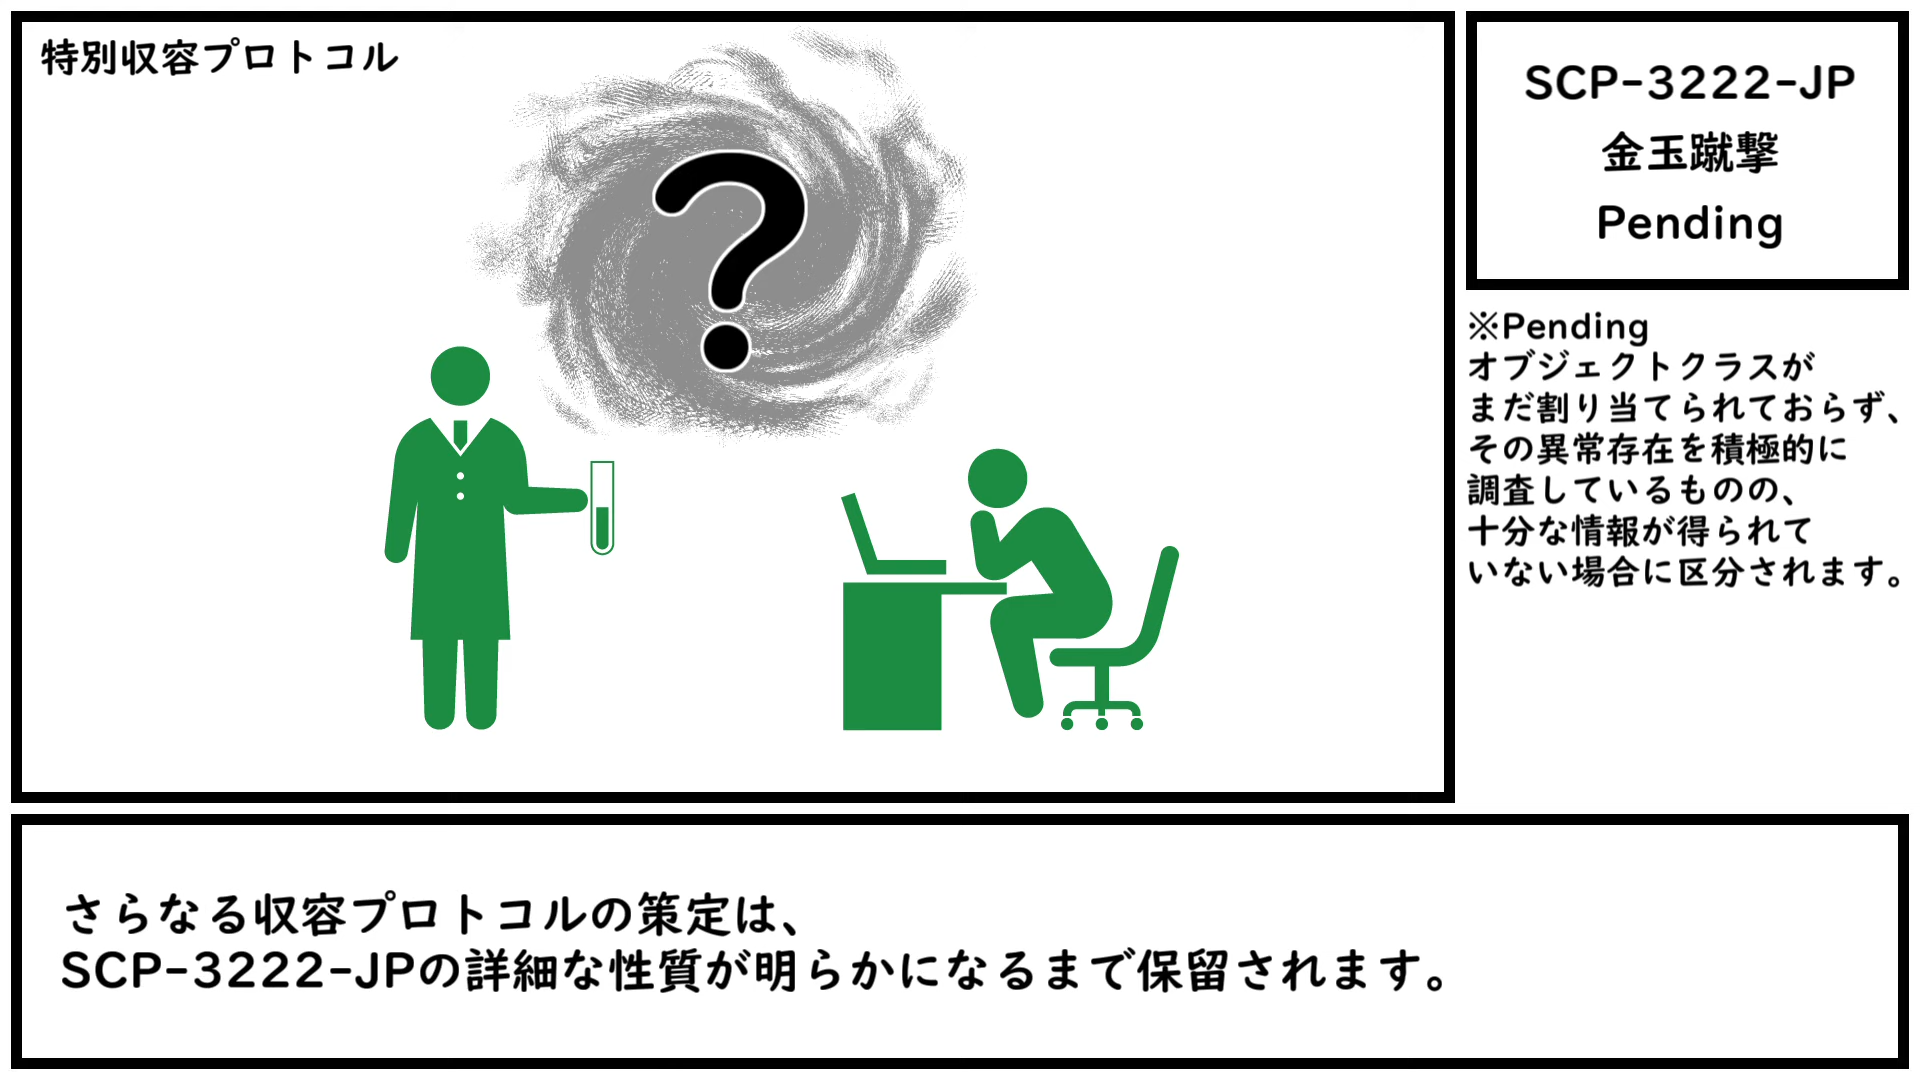 特別収容プロトコル
?
SCP-3222-JP
金玉蹴撃
Pending
※Pending
オブジェクトクラスが
まだ割り当てられておらず、
その異常存在を積極的に
調査しているものの、
十分な情報が得られて
いない場合に区分されます。
さらなる収容プロトコルの策定は、
SCP-3222-JPの詳細な性質が明らかになるまで保留されます。